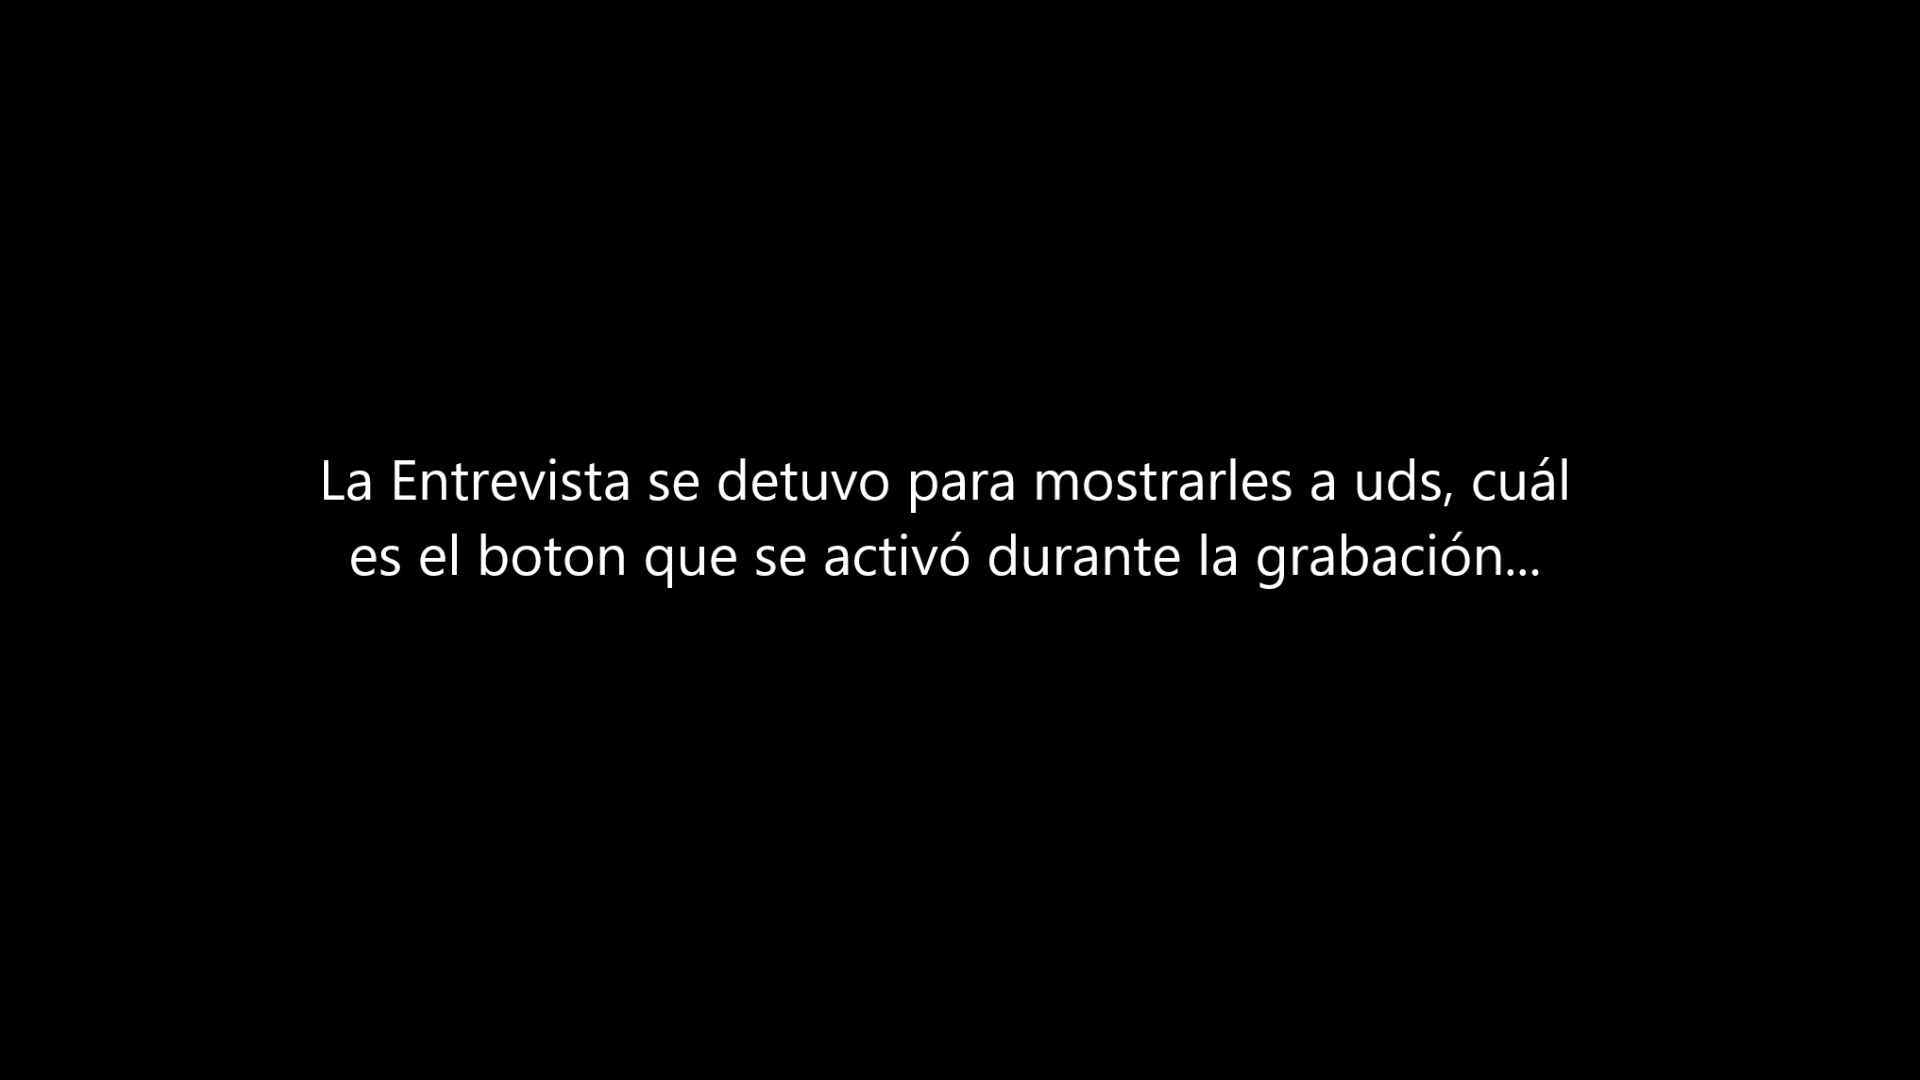 La Entrevista se detuvo para mostrarles a uds, cuál
es el boton que se activó durante la grabación...